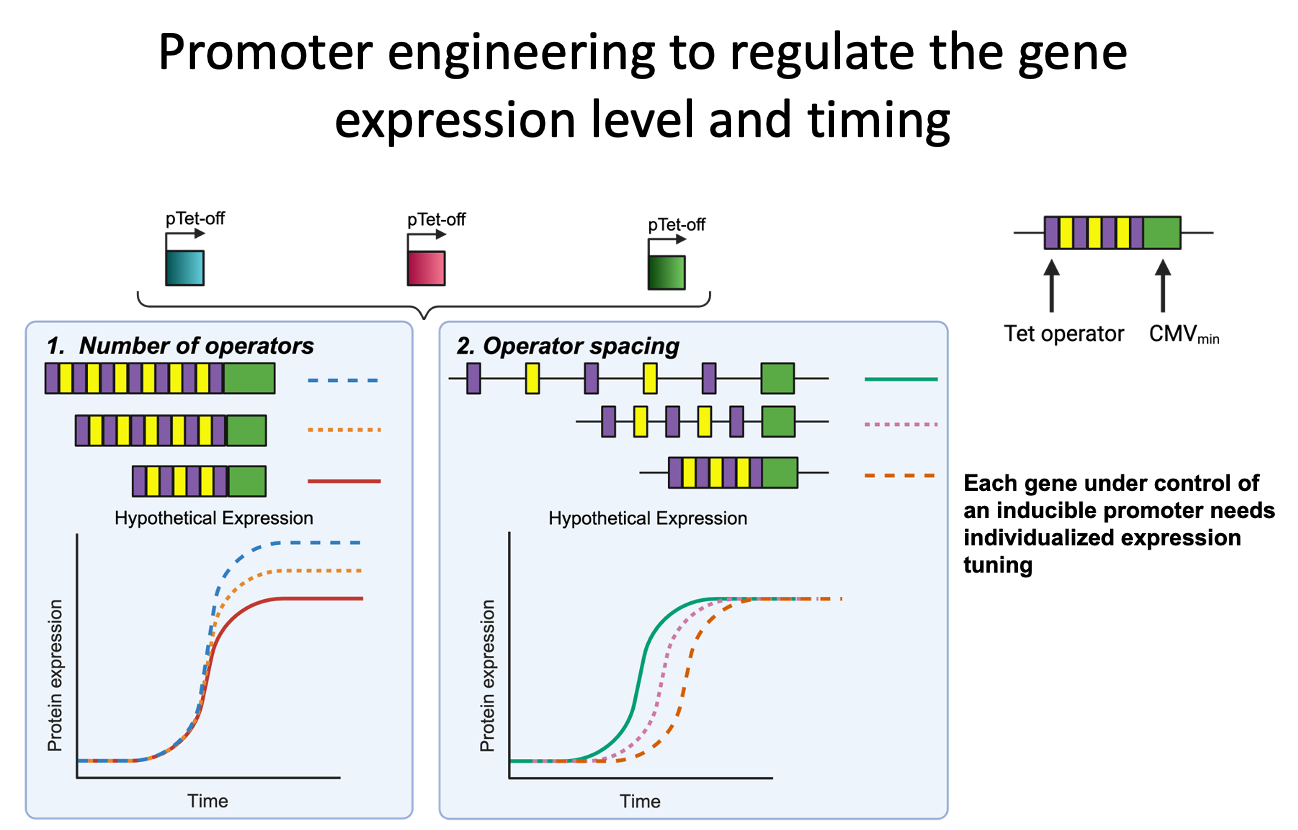 Promoter engineering to regulate the gene
expression level and timing
pTet-off
pTet-off
pTet-off
Tet operator
CMVmin
1. Number of operators
Hypothetical Expression
Protein expression
Time
2. Operator spacing
Hypothetical Expression
Protein expression
Time
Each gene under control of
an inducible promoter needs
individualized expression
tuning